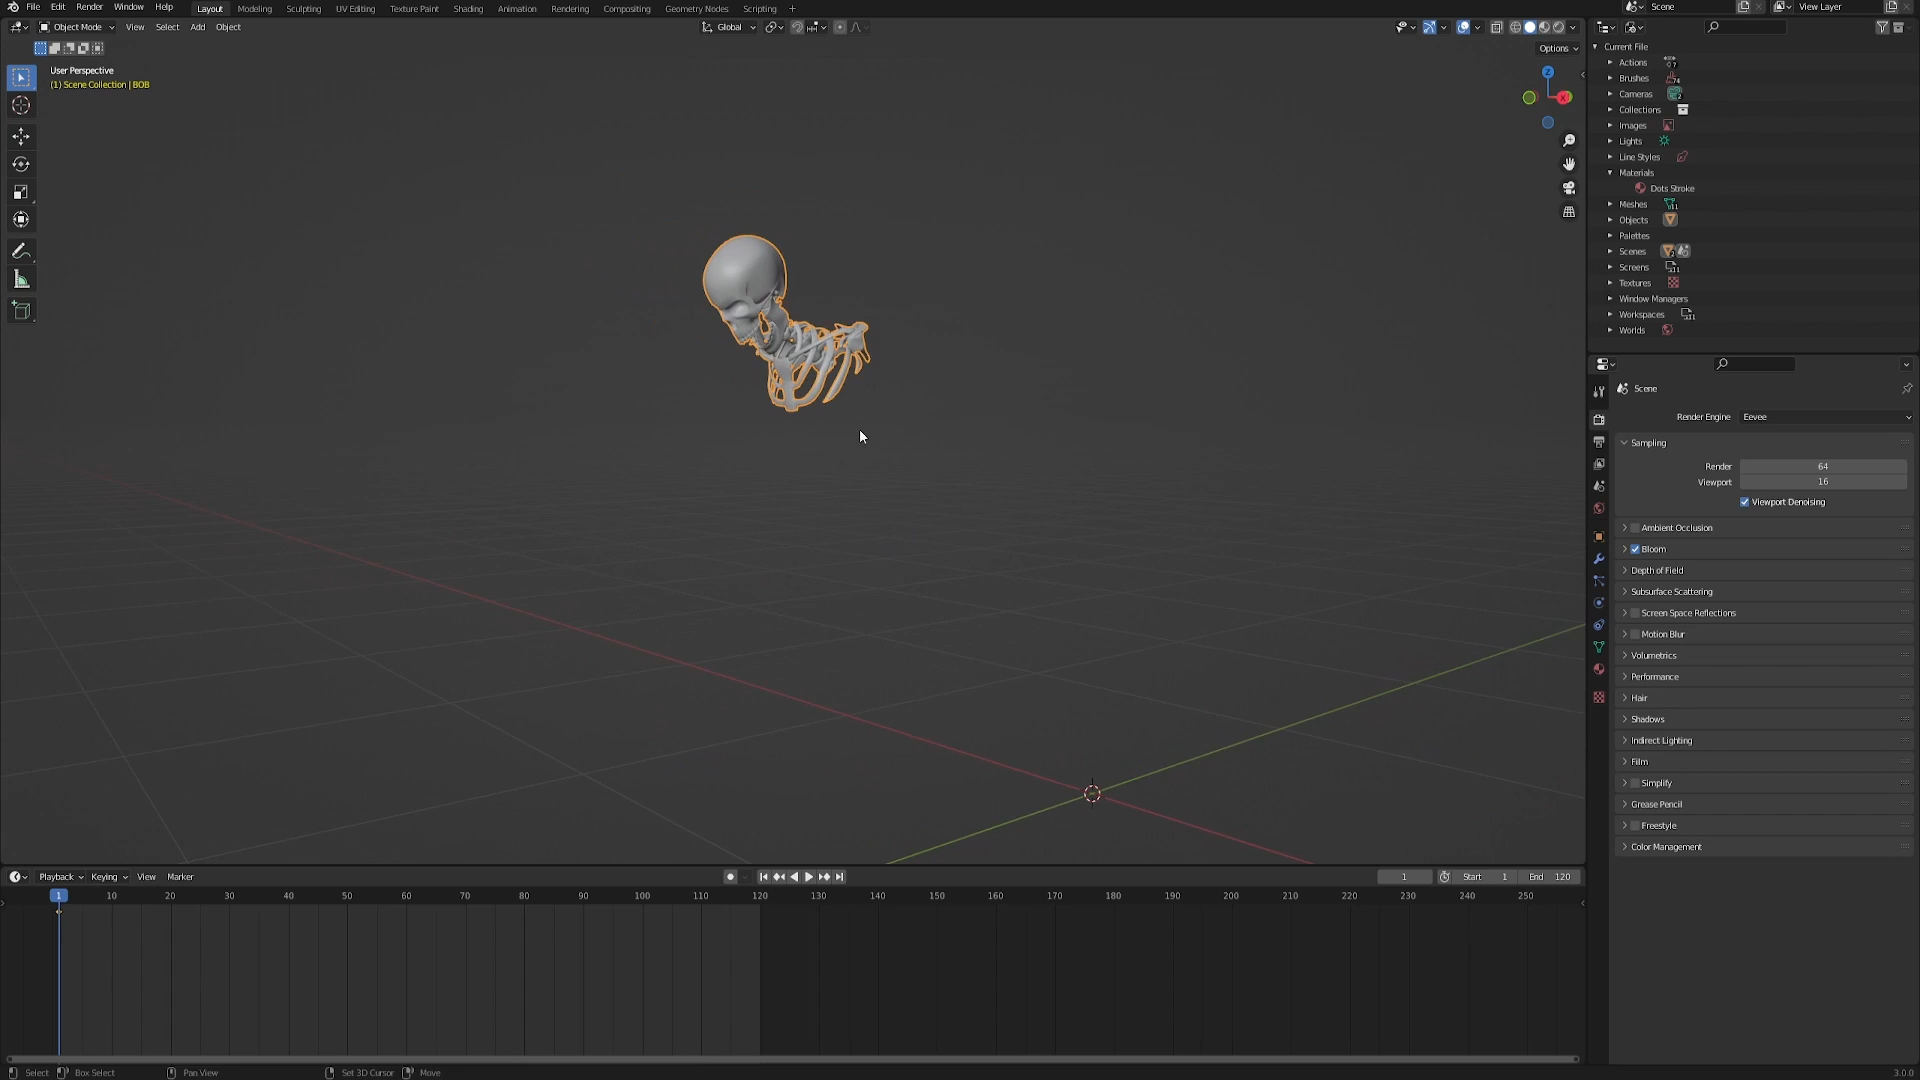 File Edit Render Window Help Layout Modeling Sculpting UV Editing Texture Paint Shading Animation Rendering Compositing Geometry Nodes Scripting + Scene View Layer
Object Mode View Select Add Object Global
Options
User Perspective
(1) Scene Collection | BOB
Z
X
Current File
Actions 7
Brushes 74
Cameras 2
Collections
Images
Lights
Line Styles
Materials
Dots Stroke
Meshes 11
Objects
Palettes
Scenes 2
Screens 11
Textures
Window Managers
Workspaces 11
Worlds
Scene
Render Engine Eevee
Sampling
Render 64
Viewport 16
Viewport Denoising
Ambient Occlusion
Bloom
Depth of Field
Subsurface Scattering
Screen Space Reflections
Motion Blur
Volumetrics
Performance
Hair
Shadows
Indirect Lighting
Film
Simplify
Grease Pencil
Freestyle
Color Management
Playback Keying View Marker 1 Start 1 End 120
1 10 20 30 40 50 60 70 80 90 100 110 120 130 140 150 160 170 180 190 200 210 220 230 240 250
Select Box Select Pan View Set 3D Cursor Move 3.0.0